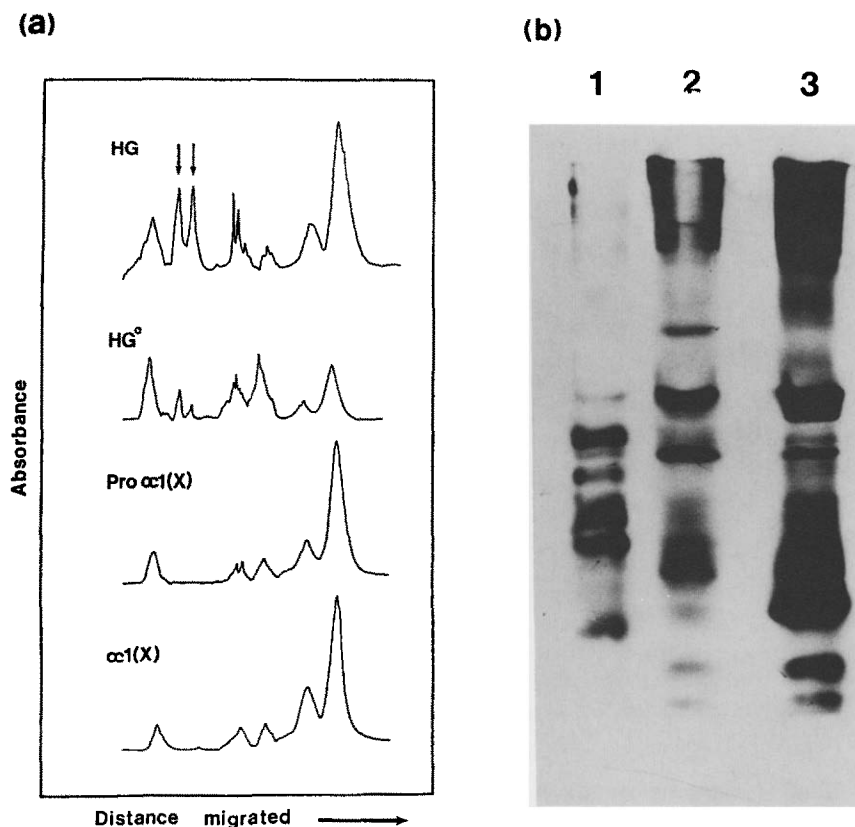 (a)
HG
HG°
Pro α1(X)
α1(X)
Absorbance
Distance migrated
(b)
1 2 3